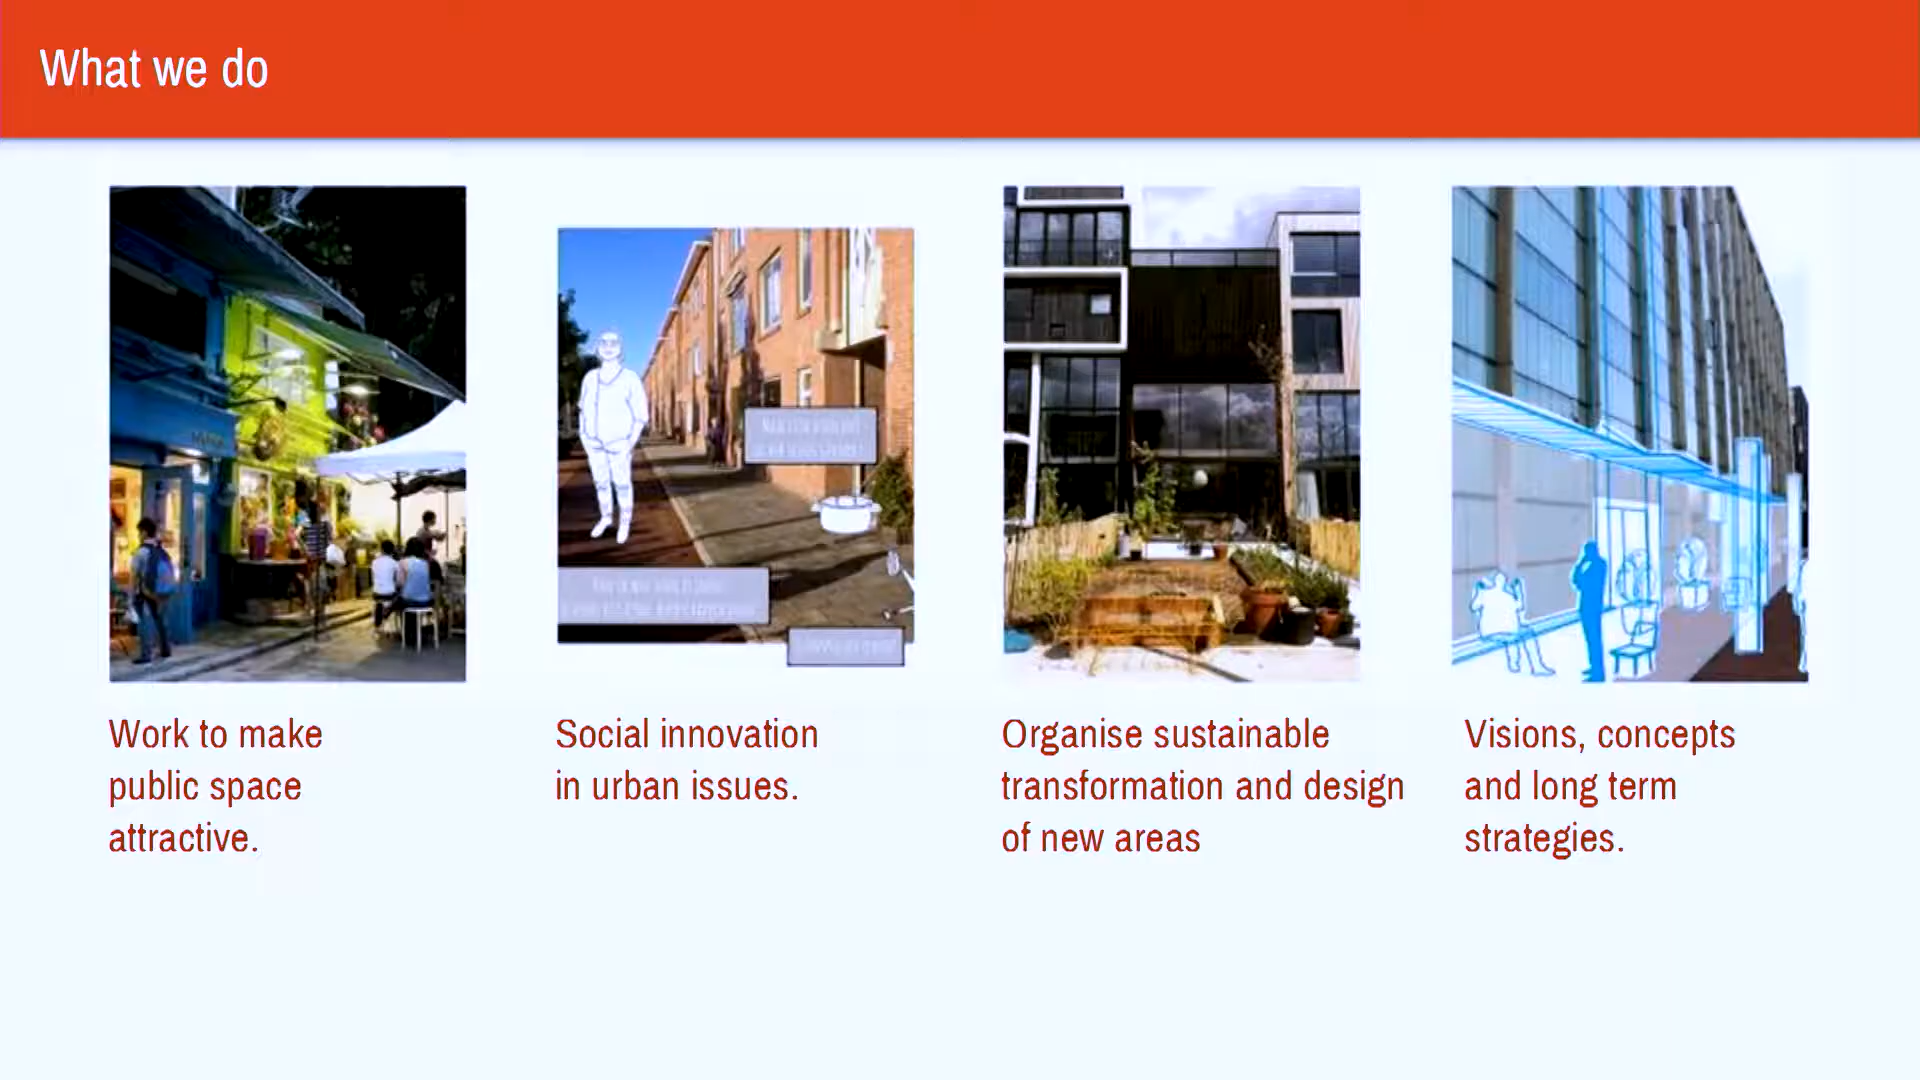 What we do
Work to make
public space
attractive.
Social innovation
in urban issues.
Organise sustainable
transformation and design
of new areas
Visions, concepts
and long term
strategies.